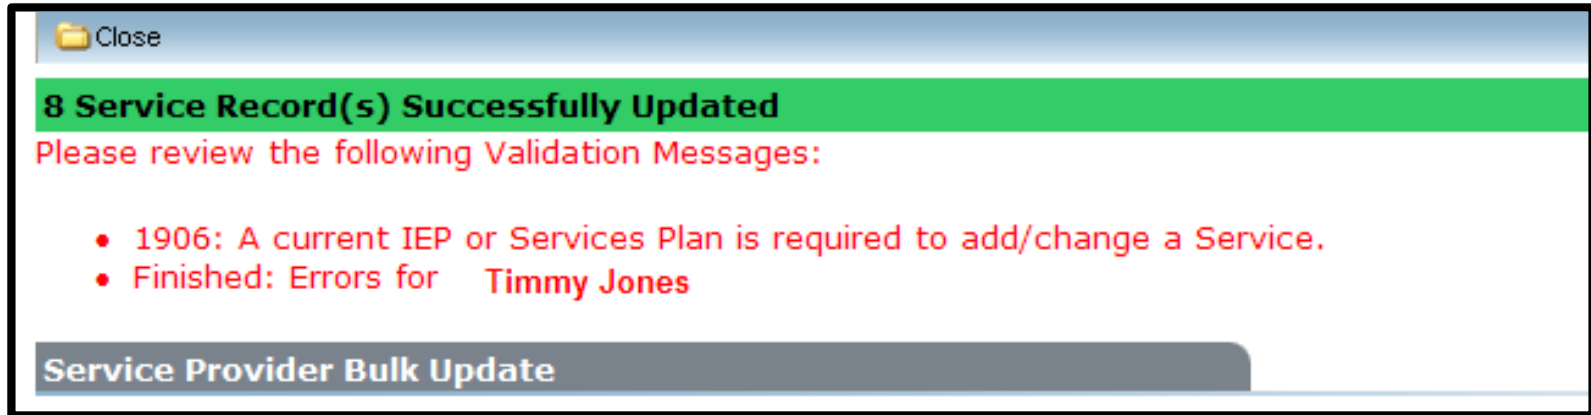 Close
8 Service Record(s) Successfully Updated
Please review the following Validation Messages:
• 1906: A current IEP or Services Plan is required to add/change a Service.
• Finished: Errors for Timmy Jones
Service Provider Bulk Update